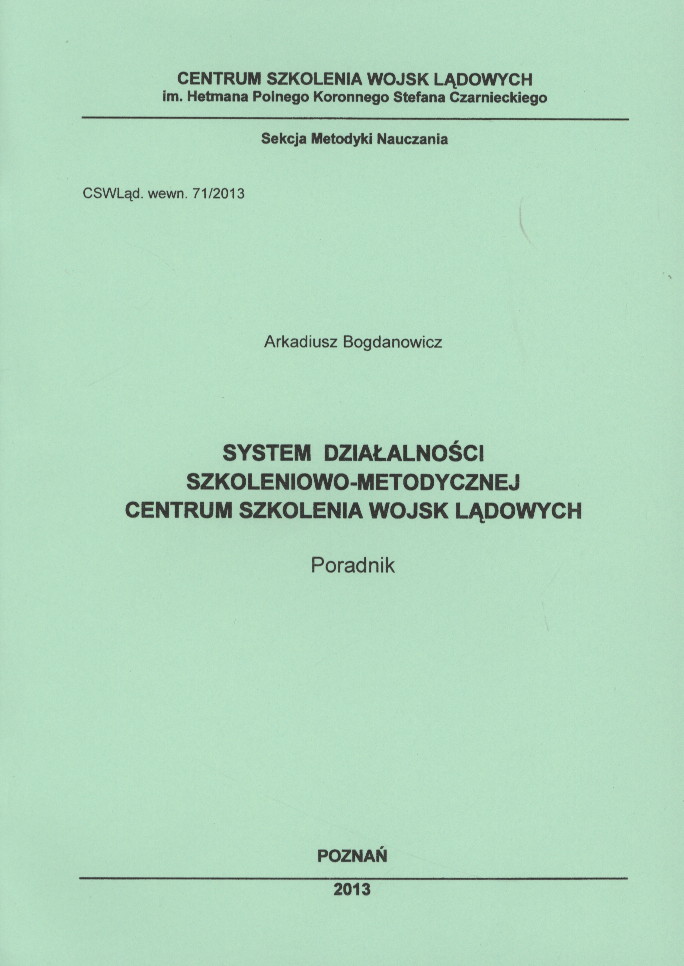 CENTRUM SZKOLENIA WOJSK LĄDOWYCH
im. Hetmana Polnego Koronnego Stefana Czarnieckiego
Sekcja Metodyki Nauczania
CSWLąd. wewn. 71/2013
Arkadiusz Bogdanowicz
SYSTEM DZIAŁALNOŚCI
SZKOLENIOWO-METODYCZNEJ
CENTRUM SZKOLENIA WOJSK LĄDOWYCH
Poradnik
POZNAŃ
2013